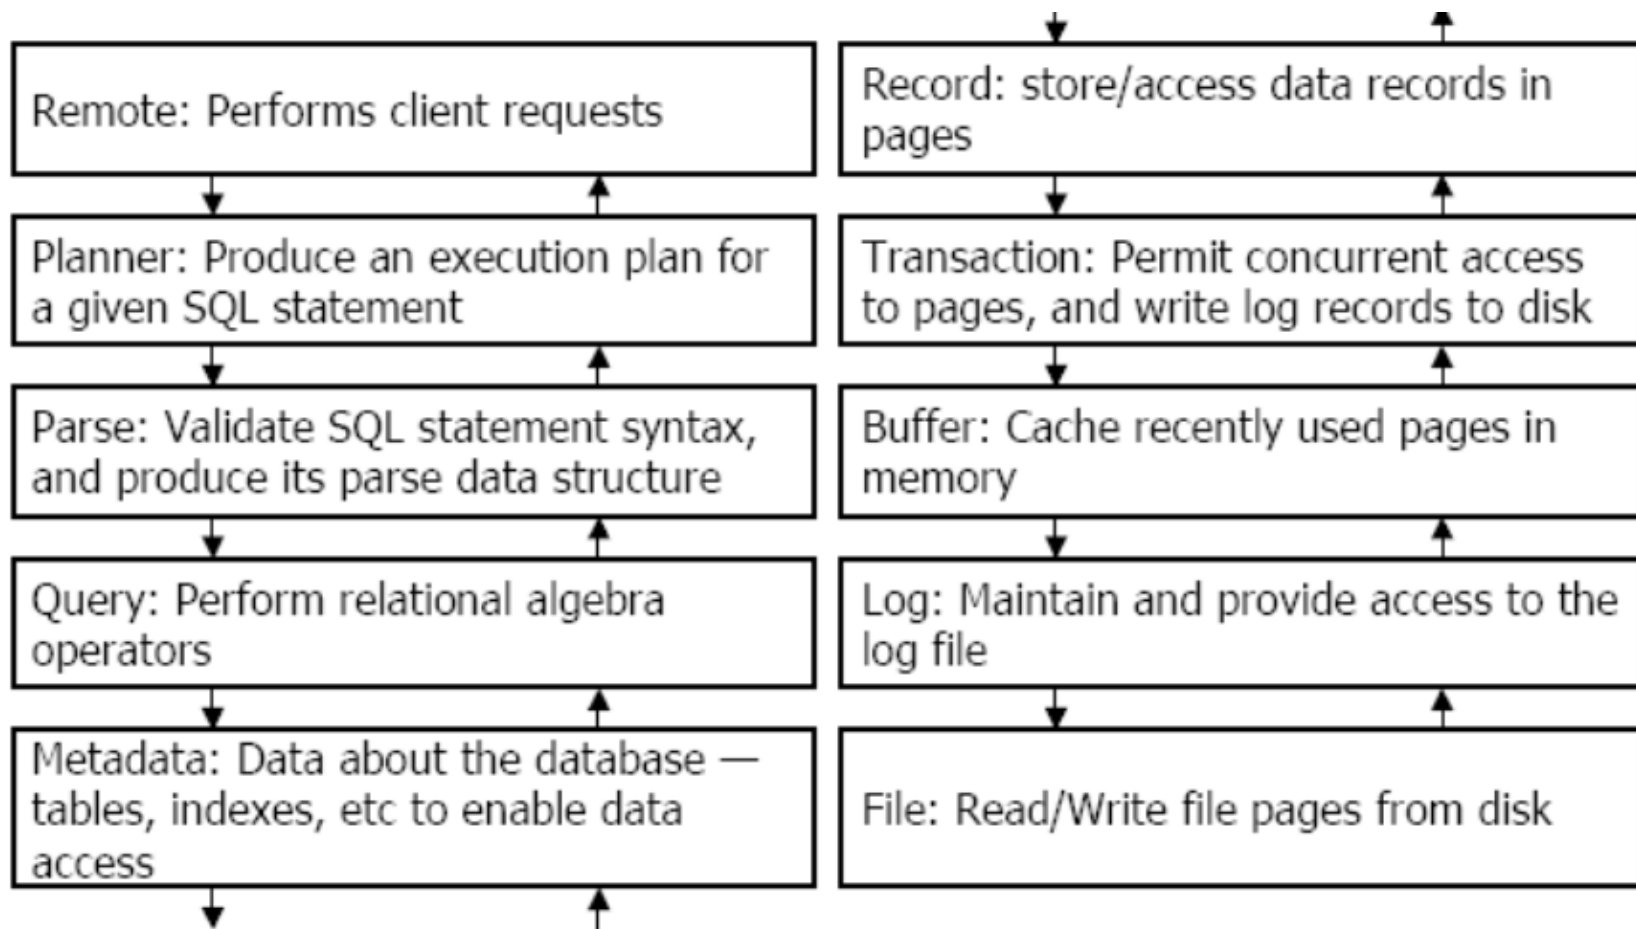 Remote: Performs client requests
Planner: Produce an execution plan for
a given SQL statement
Parse: Validate SQL statement syntax,
and produce its parse data structure
Query: Perform relational algebra
operators
Metadata: Data about the database —
tables, indexes, etc to enable data
access
Record: store/access data records in
pages
Transaction: Permit concurrent access
to pages, and write log records to disk
Buffer: Cache recently used pages in
memory
Log: Maintain and provide access to the
log file
File: Read/Write file pages from disk